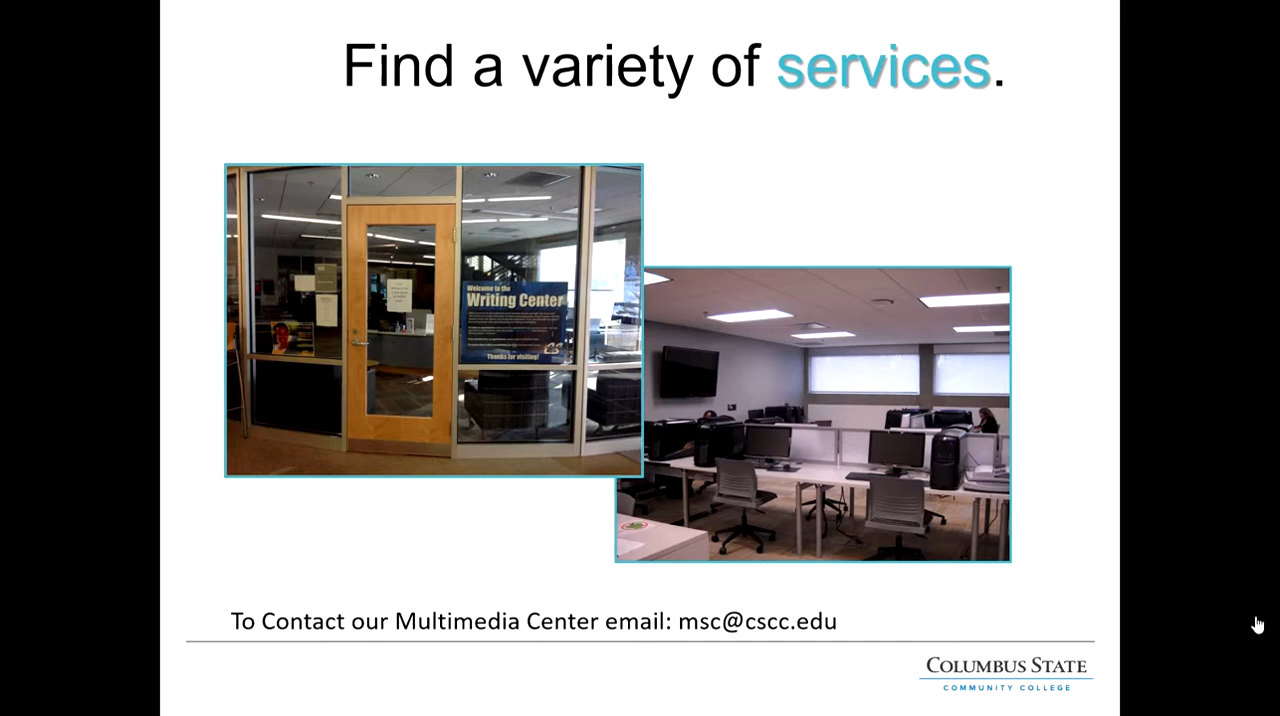 Find a variety of services.
Welcome to the
Writing Center
Thanks for visiting!
To Contact our Multimedia Center email: msc@cscc.edu
COLUMBUS STATE
COMMUNITY COLLEGE